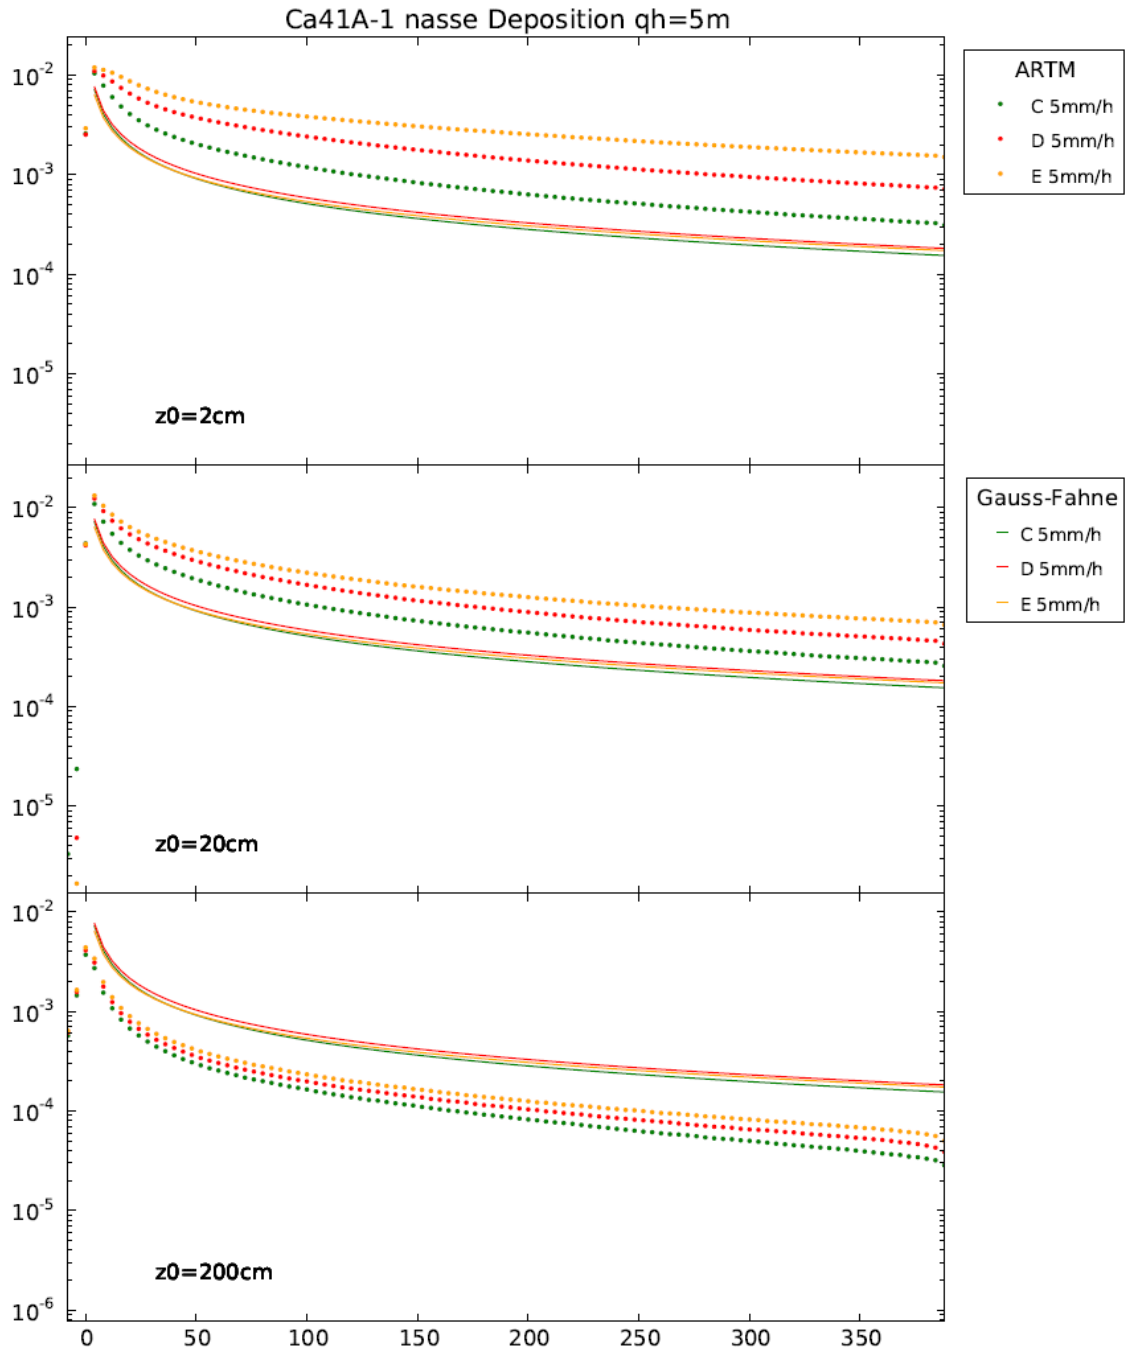 Ca41A-1 nasse Deposition qh=5m
10-2
10-3
10-4
10-5
z0=2cm
ARTM
C 5mm/h
D 5mm/h
E 5mm/h
10-2
10-3
10-4
10-5
z0=20cm
Gauss-Fahne
C 5mm/h
D 5mm/h
E 5mm/h
10-2
10-3
10-4
10-5
10-6
z0=200cm
0 50 100 150 200 250 300 350